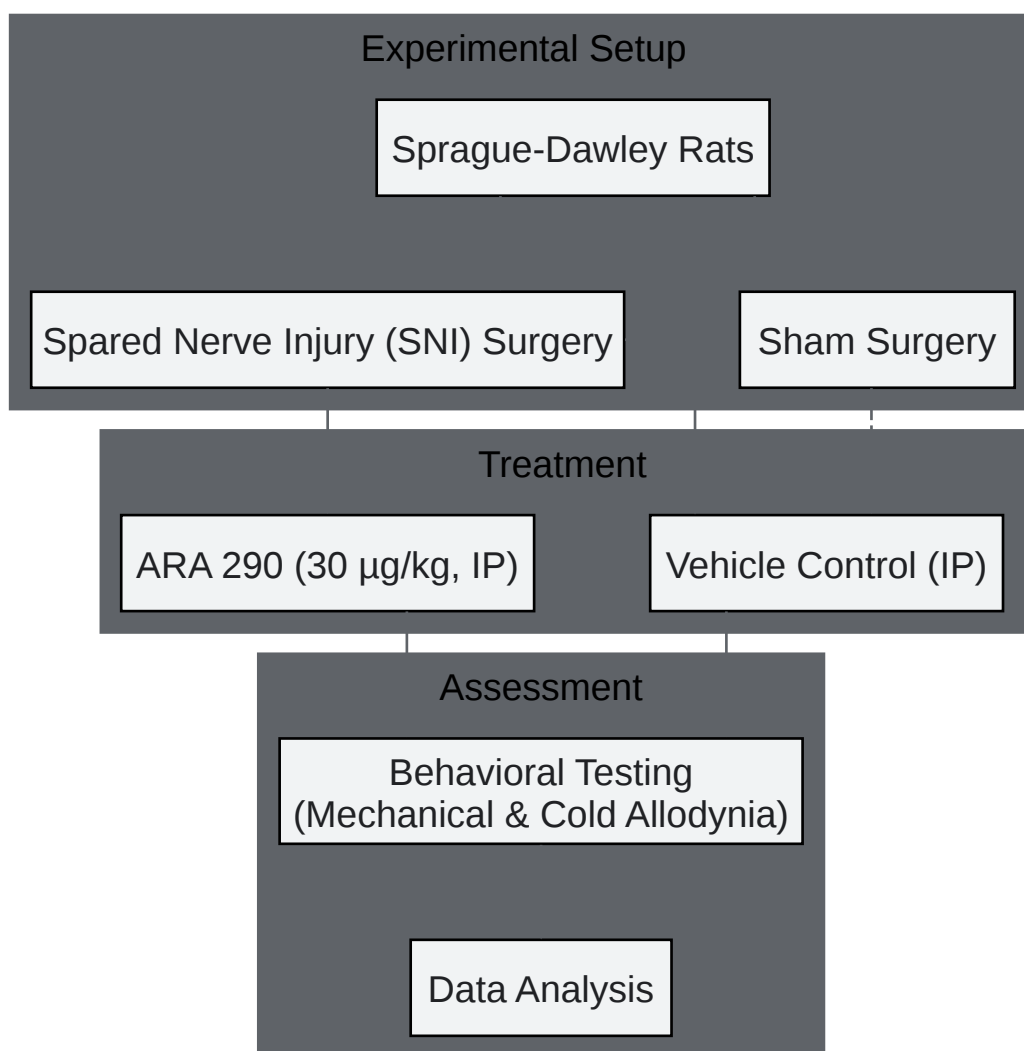 Experimental Setup
Sprague-Dawley Rats
Spared Nerve Injury (SNI) Surgery
Sham Surgery
Treatment
ARA 290 (30 µg/kg, IP)
Vehicle Control (IP)
Assessment
Behavioral Testing
(Mechanical & Cold Allodynia)
Data Analysis